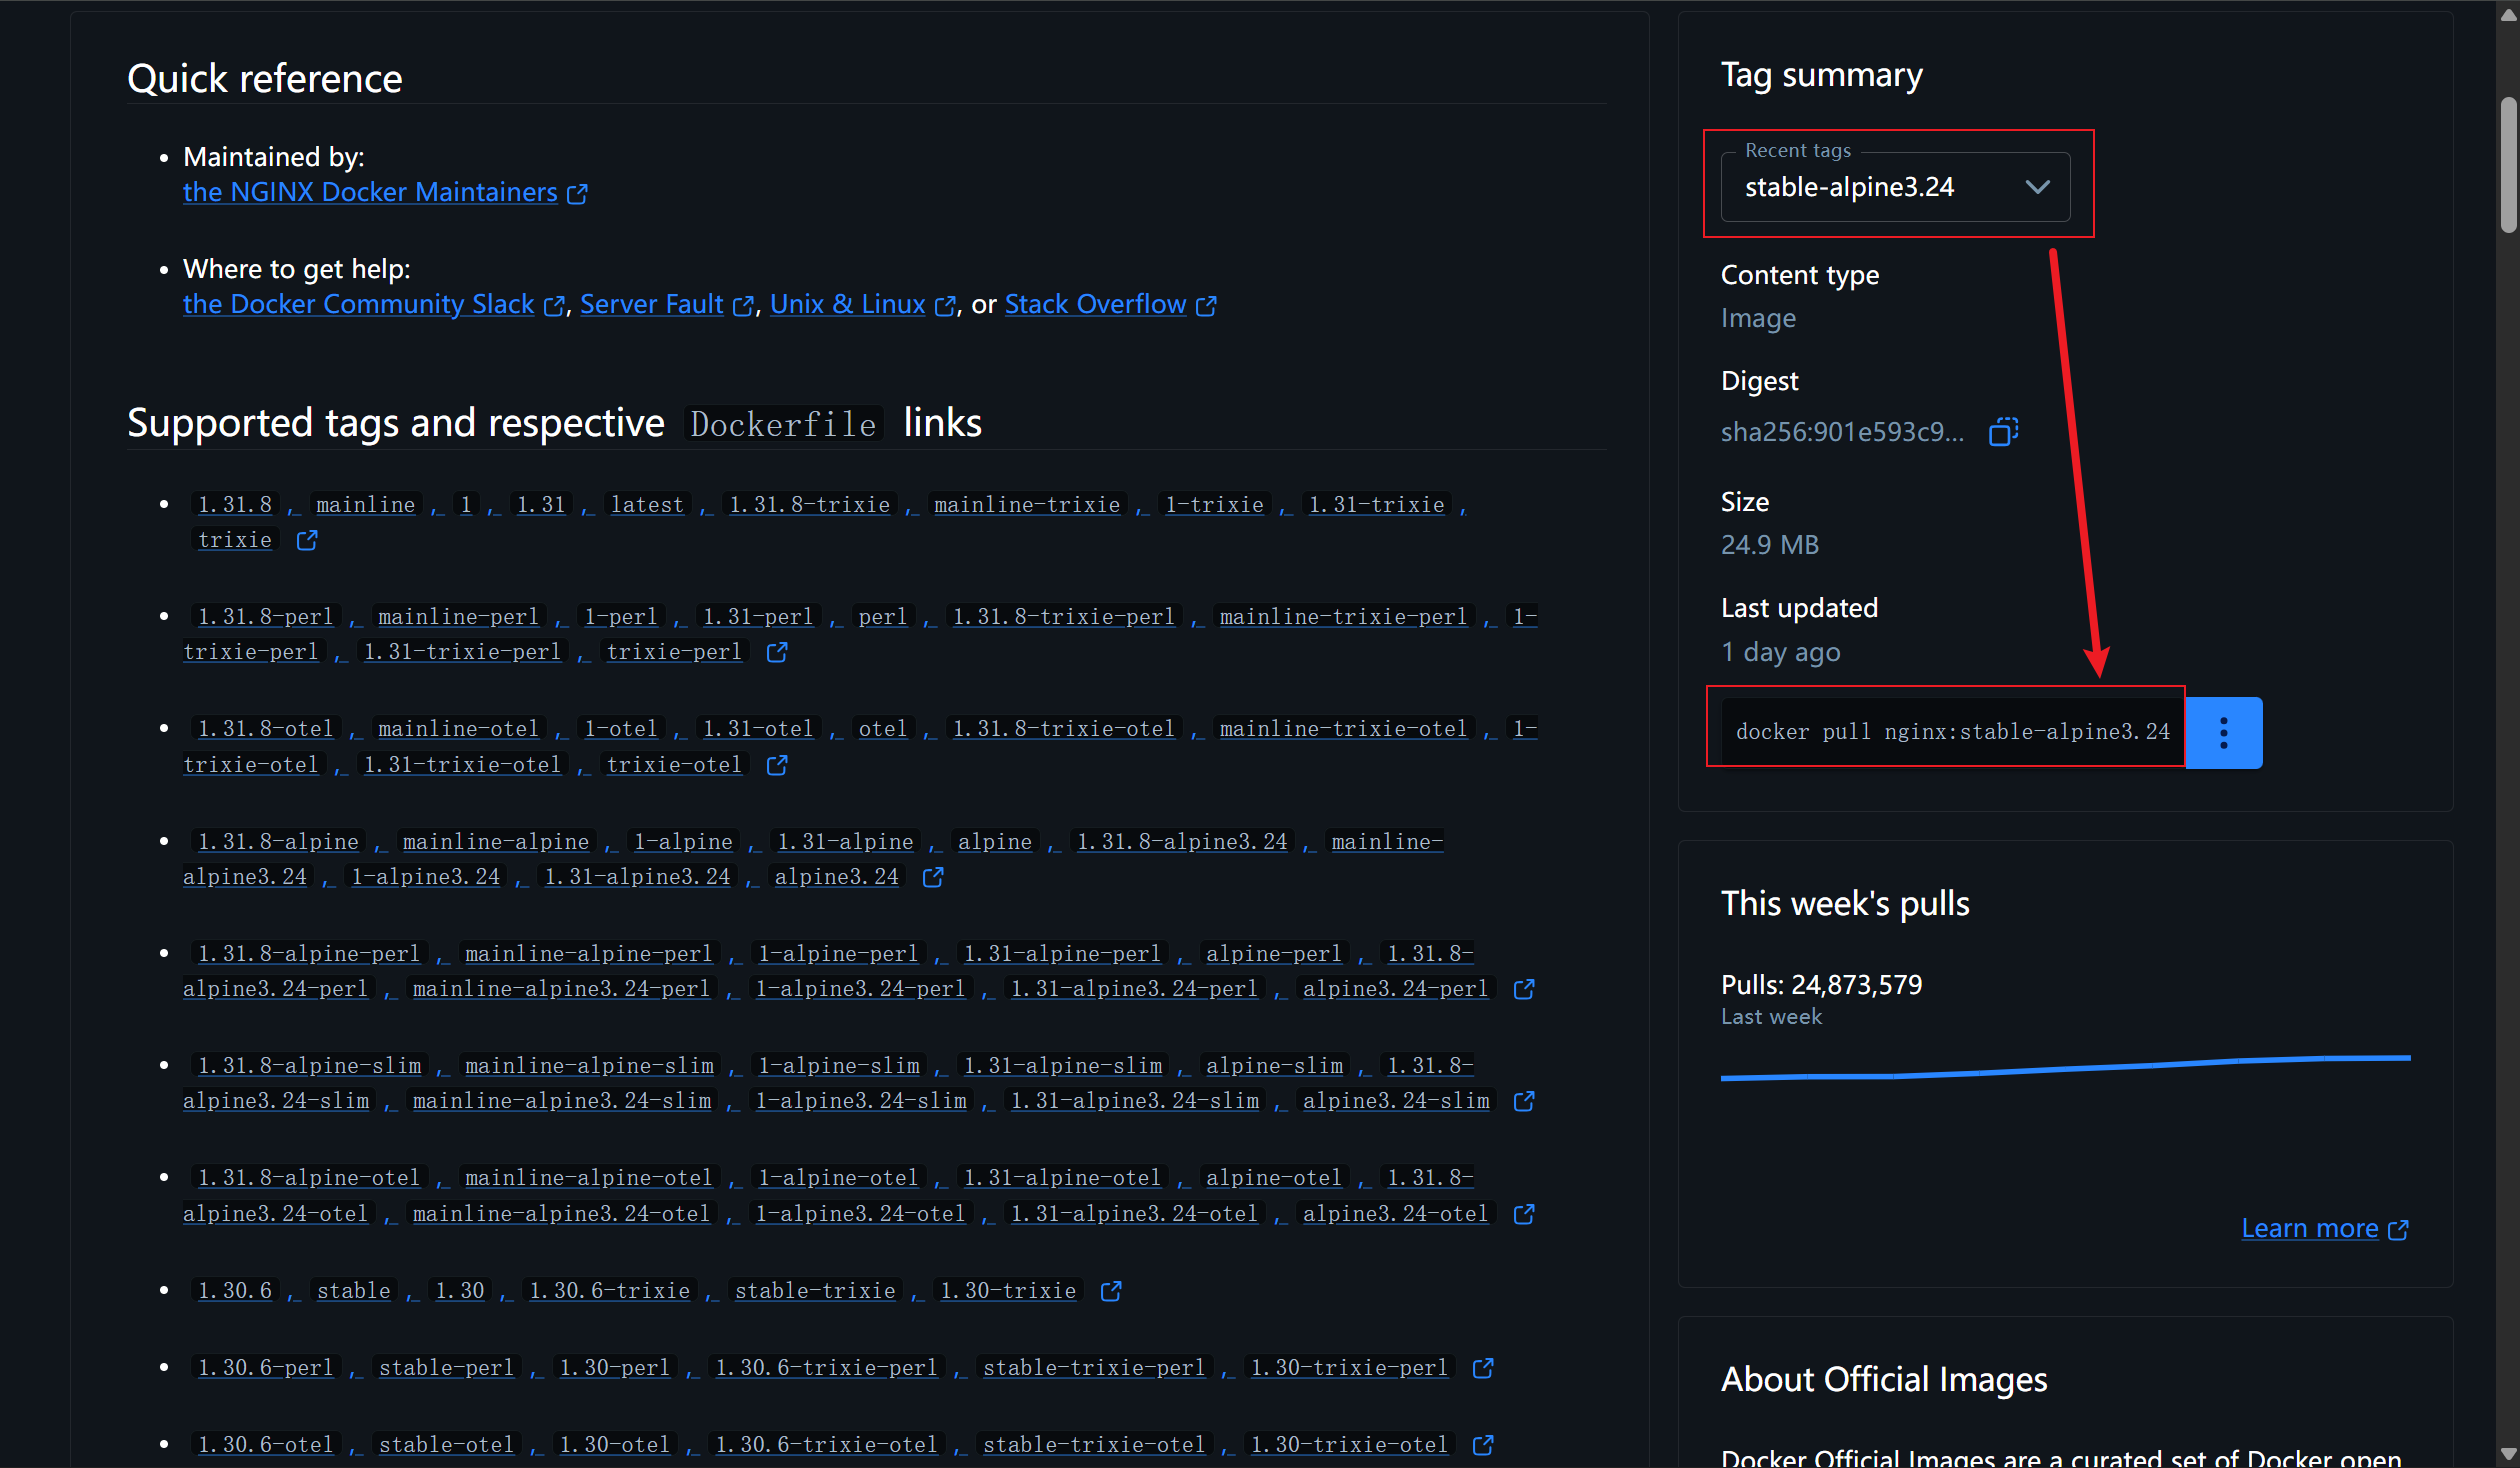 Quick reference
Maintained by:
the NGINX Docker Maintainers
Where to get help:
the Docker Community Slack , Server Fault , Unix & Linux , or Stack Overflow
Supported tags and respective Dockerfile links
1.31.8 , mainline , 1 , 1.31 , latest , 1.31.8-trixie , mainline-trixie , 1-trixie , 1.31-trixie ,
trixie
1.31.8-perl , mainline-perl , 1-perl , 1.31-perl , perl , 1.31.8-trixie-perl , mainline-trixie-perl , 1-
trixie-perl , 1.31-trixie-perl , trixie-perl
1.31.8-otel , mainline-otel , 1-otel , 1.31-otel , otel , 1.31.8-trixie-otel , mainline-trixie-otel , 1-
trixie-otel , 1.31-trixie-otel , trixie-otel
1.31.8-alpine , mainline-alpine , 1-alpine , 1.31-alpine , alpine , 1.31.8-alpine3.24 , mainline-
alpine3.24 , 1-alpine3.24 , 1.31-alpine3.24 , alpine3.24
1.31.8-alpine-perl , mainline-alpine-perl , 1-alpine-perl , 1.31-alpine-perl , alpine-perl , 1.31.8-
alpine3.24-perl , mainline-alpine3.24-perl , 1-alpine3.24-perl , 1.31-alpine3.24-perl , alpine3.24-perl
1.31.8-alpine-slim , mainline-alpine-slim , 1-alpine-slim , 1.31-alpine-slim , alpine-slim , 1.31.8-
alpine3.24-slim , mainline-alpine3.24-slim , 1-alpine3.24-slim , 1.31-alpine3.24-slim , alpine3.24-slim
1.31.8-alpine-otel , mainline-alpine-otel , 1-alpine-otel , 1.31-alpine-otel , alpine-otel , 1.31.8-
alpine3.24-otel , mainline-alpine3.24-otel , 1-alpine3.24-otel , 1.31-alpine3.24-otel , alpine3.24-otel
1.30.6 , stable , 1.30 , 1.30.6-trixie , stable-trixie , 1.30-trixie
1.30.6-perl , stable-perl , 1.30-perl , 1.30.6-trixie-perl , stable-trixie-perl , 1.30-trixie-perl
1.30.6-otel , stable-otel , 1.30-otel , 1.30.6-trixie-otel , stable-trixie-otel , 1.30-trixie-otel
Tag summary
Recent tags
stable-alpine3.24
Content type
Image
Digest
sha256:901e593c9...
Size
24.9 MB
Last updated
1 day ago
docker pull nginx:stable-alpine3.24
This week's pulls
Pulls: 24,873,579
Last week
Learn more
About Official Images
Docker Official Images are a curated set of Docker open